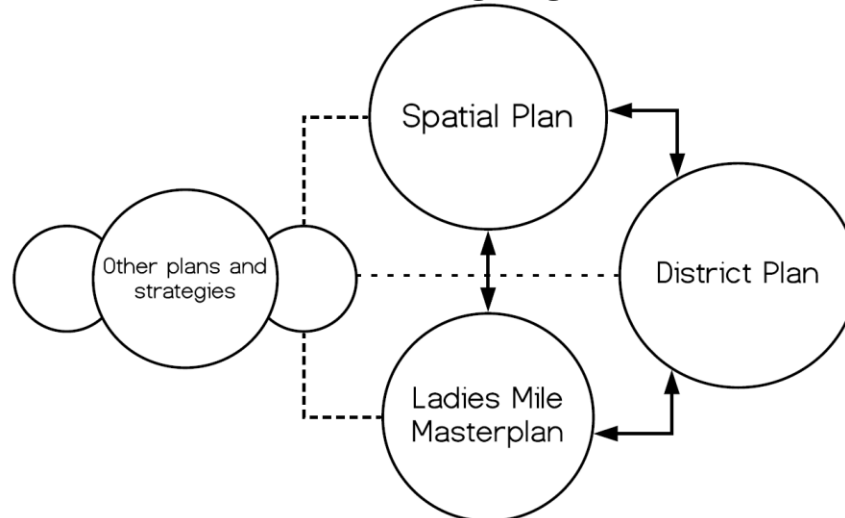 Spatial Plan
Other plans and
strategies
District Plan
Ladies Mile
Masterplan